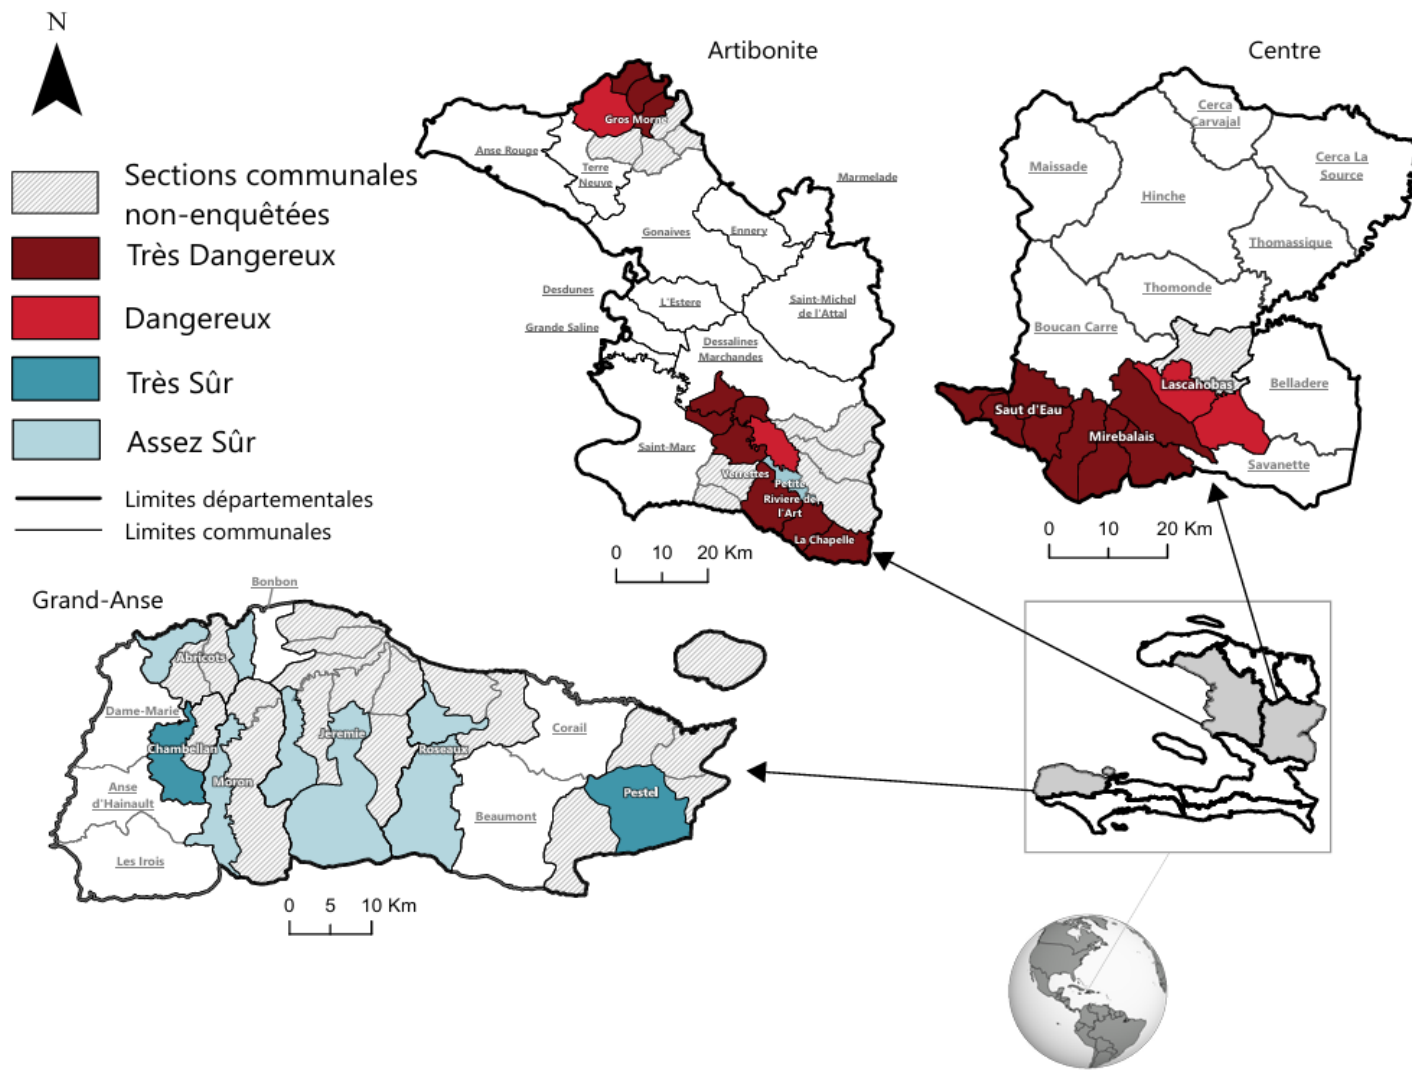 N
Artibonite
Centre
Sections communales
non-enquêtées
Très Dangereux
Dangereux
Très Sûr
Assez Sûr
Limites départementales
Limites communales
Gros Morne
Anse Rouge
Terre
Neuve
Marmelade
Gonaives
Ennery
Desdunes
L'Estere
Saint-Michel
de l'Attal
Grande Saline
Dessalines
Marchandes
Saint-Marc
Verrettes
Petite
Riviere de
l'Art
La Chapelle
0 10 20 Km
Cerca
Carvajal
Maissade
Cerca La
Source
Hinche
Thomassique
Thomonde
Boucan Carre
Lascahobas
Belladere
Saut d'Eau
Mirebalais
Savanette
0 10 20 Km
Grand-Anse
Bonbon
Abricots
Dame-Marie
Chambellan
Jeremie
Roseaux
Corail
Moron
Anse
d'Hainault
Pestel
Beaumont
Les Irois
0 5 10 Km